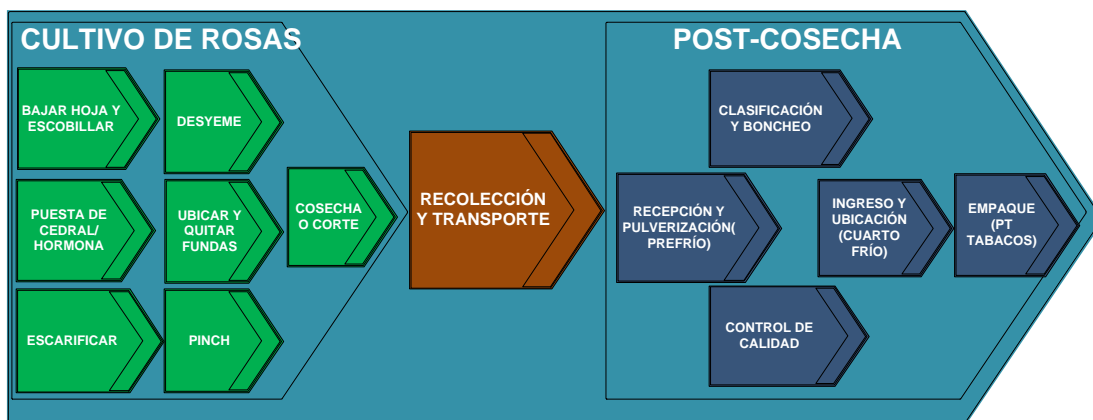 CULTIVO DE ROSAS
BAJAR HOJA Y
ESCOBILLAR
DESYEME
PUESTA DE
CEDRAL/
HORMONA
UBICAR Y
QUITAR
FUNDAS
COSECHA
O CORTE
ESCARIFICAR
PINCH
RECOLECCIÓN
Y TRANSPORTE
POST-COSECHA
CLASIFICACIÓN
Y BONCHEO
RECEPCIÓN Y
PULVERIZACIÓN(
PREFRÍO)
INGRESO Y
UBICACIÓN
(CUARTO
FRÍO)
EMPAQUE
(PT
TABACOS)
CONTROL DE
CALIDAD